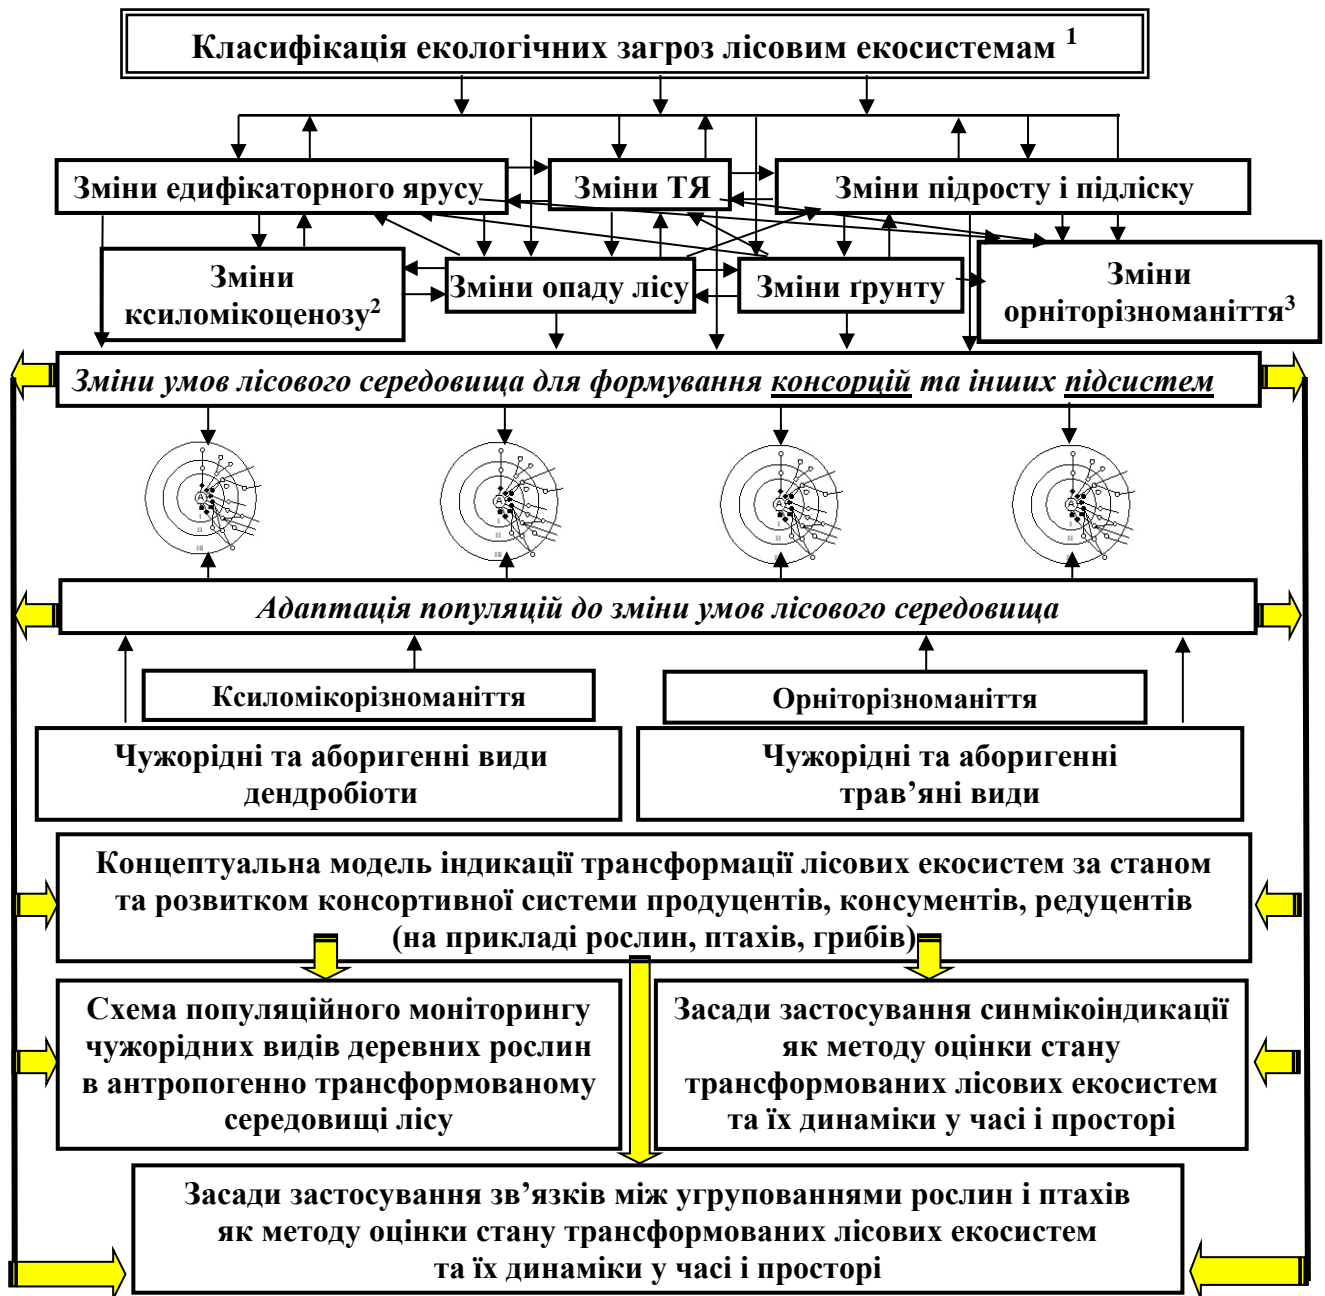 Класифікація екологічних загроз лісовим екосистемам ¹
Зміни едифікаторного ярусу
Зміни ТЯ
Зміни підросту і підліску
Зміни
ксиломікоценозу²
Зміни опаду лісу
Зміни ґрунту
Зміни
орніторізноманіття³
Зміни умов лісового середовища для формування консорцій та інших підсистем
Адаптація популяцій до зміни умов лісового середовища
Ксиломікорізноманіття
Орніторізноманіття
Чужорідні та аборигенні види
дендробіоти
Чужорідні та аборигенні
трав’яні види
Концептуальна модель індикації трансформації лісових екосистем за станом
та розвитком консортивної системи продуцентів, консументів, редуцентів
(на прикладі рослин, птахів, грибів)
Схема популяційного моніторингу
чужорідних видів деревних рослин
в антропогенно трансформованому
середовищі лісу
Засади застосування синмікоіндикації
як методу оцінки стану
трансформованих лісових екосистем
та їх динаміки у часі і просторі
Засади застосування зв’язків між угрупованнями рослин і птахів
як методу оцінки стану трансформованих лісових екосистем
та їх динаміки у часі і просторі